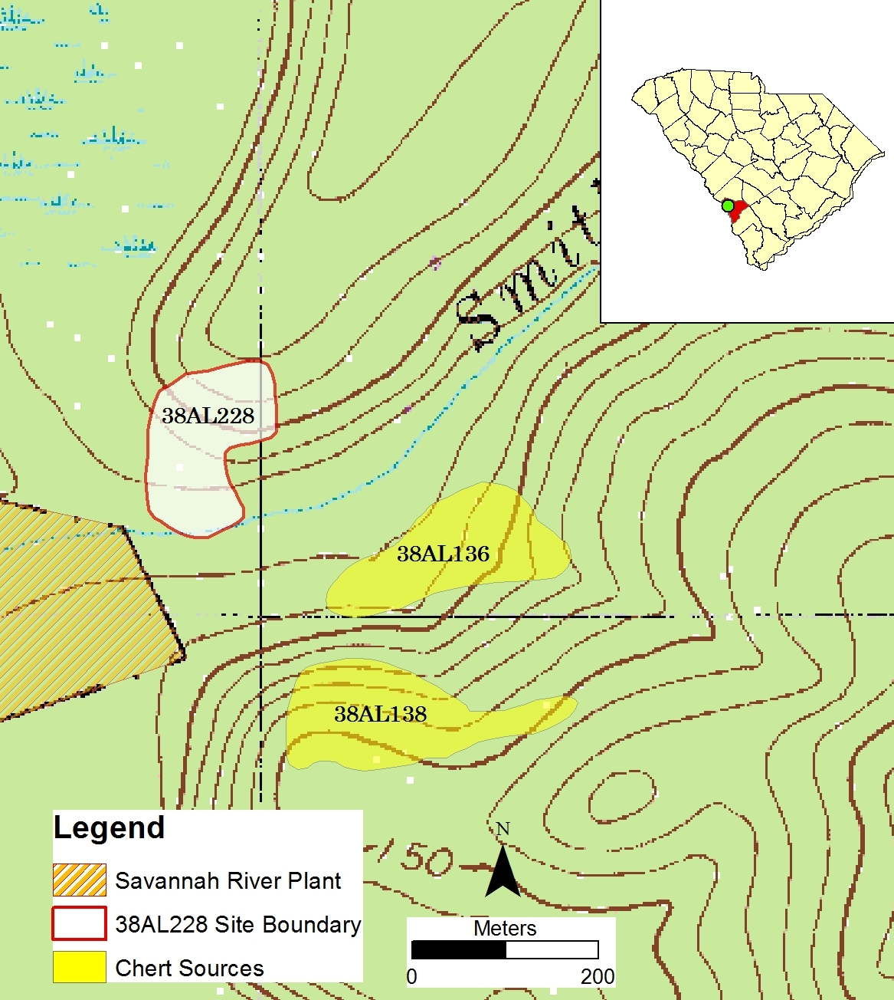 Smit
38AL228
38AL136
38AL138
150
N
Legend
Savannah River Plant
38AL228 Site Boundary
Chert Sources
Meters
0 200